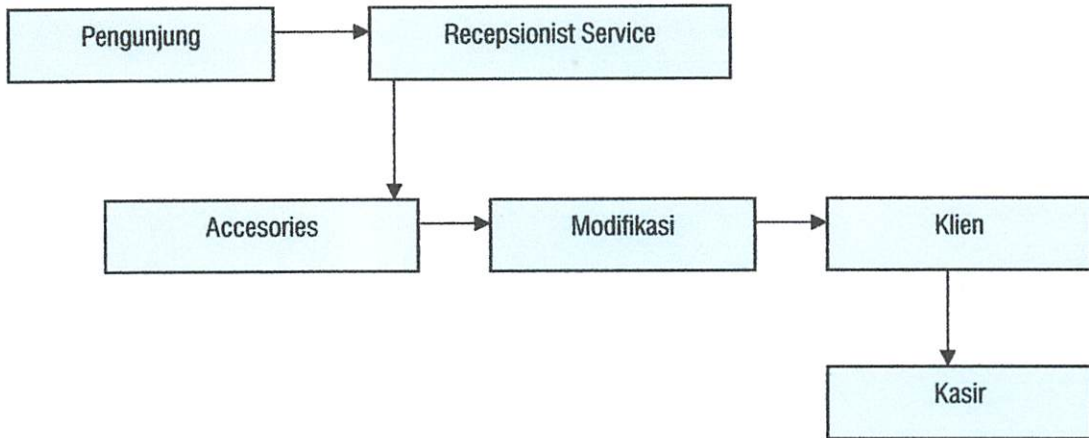 Pengunjung
Recepsionist Service
Accesories
Modifikasi
Klien
Kasir